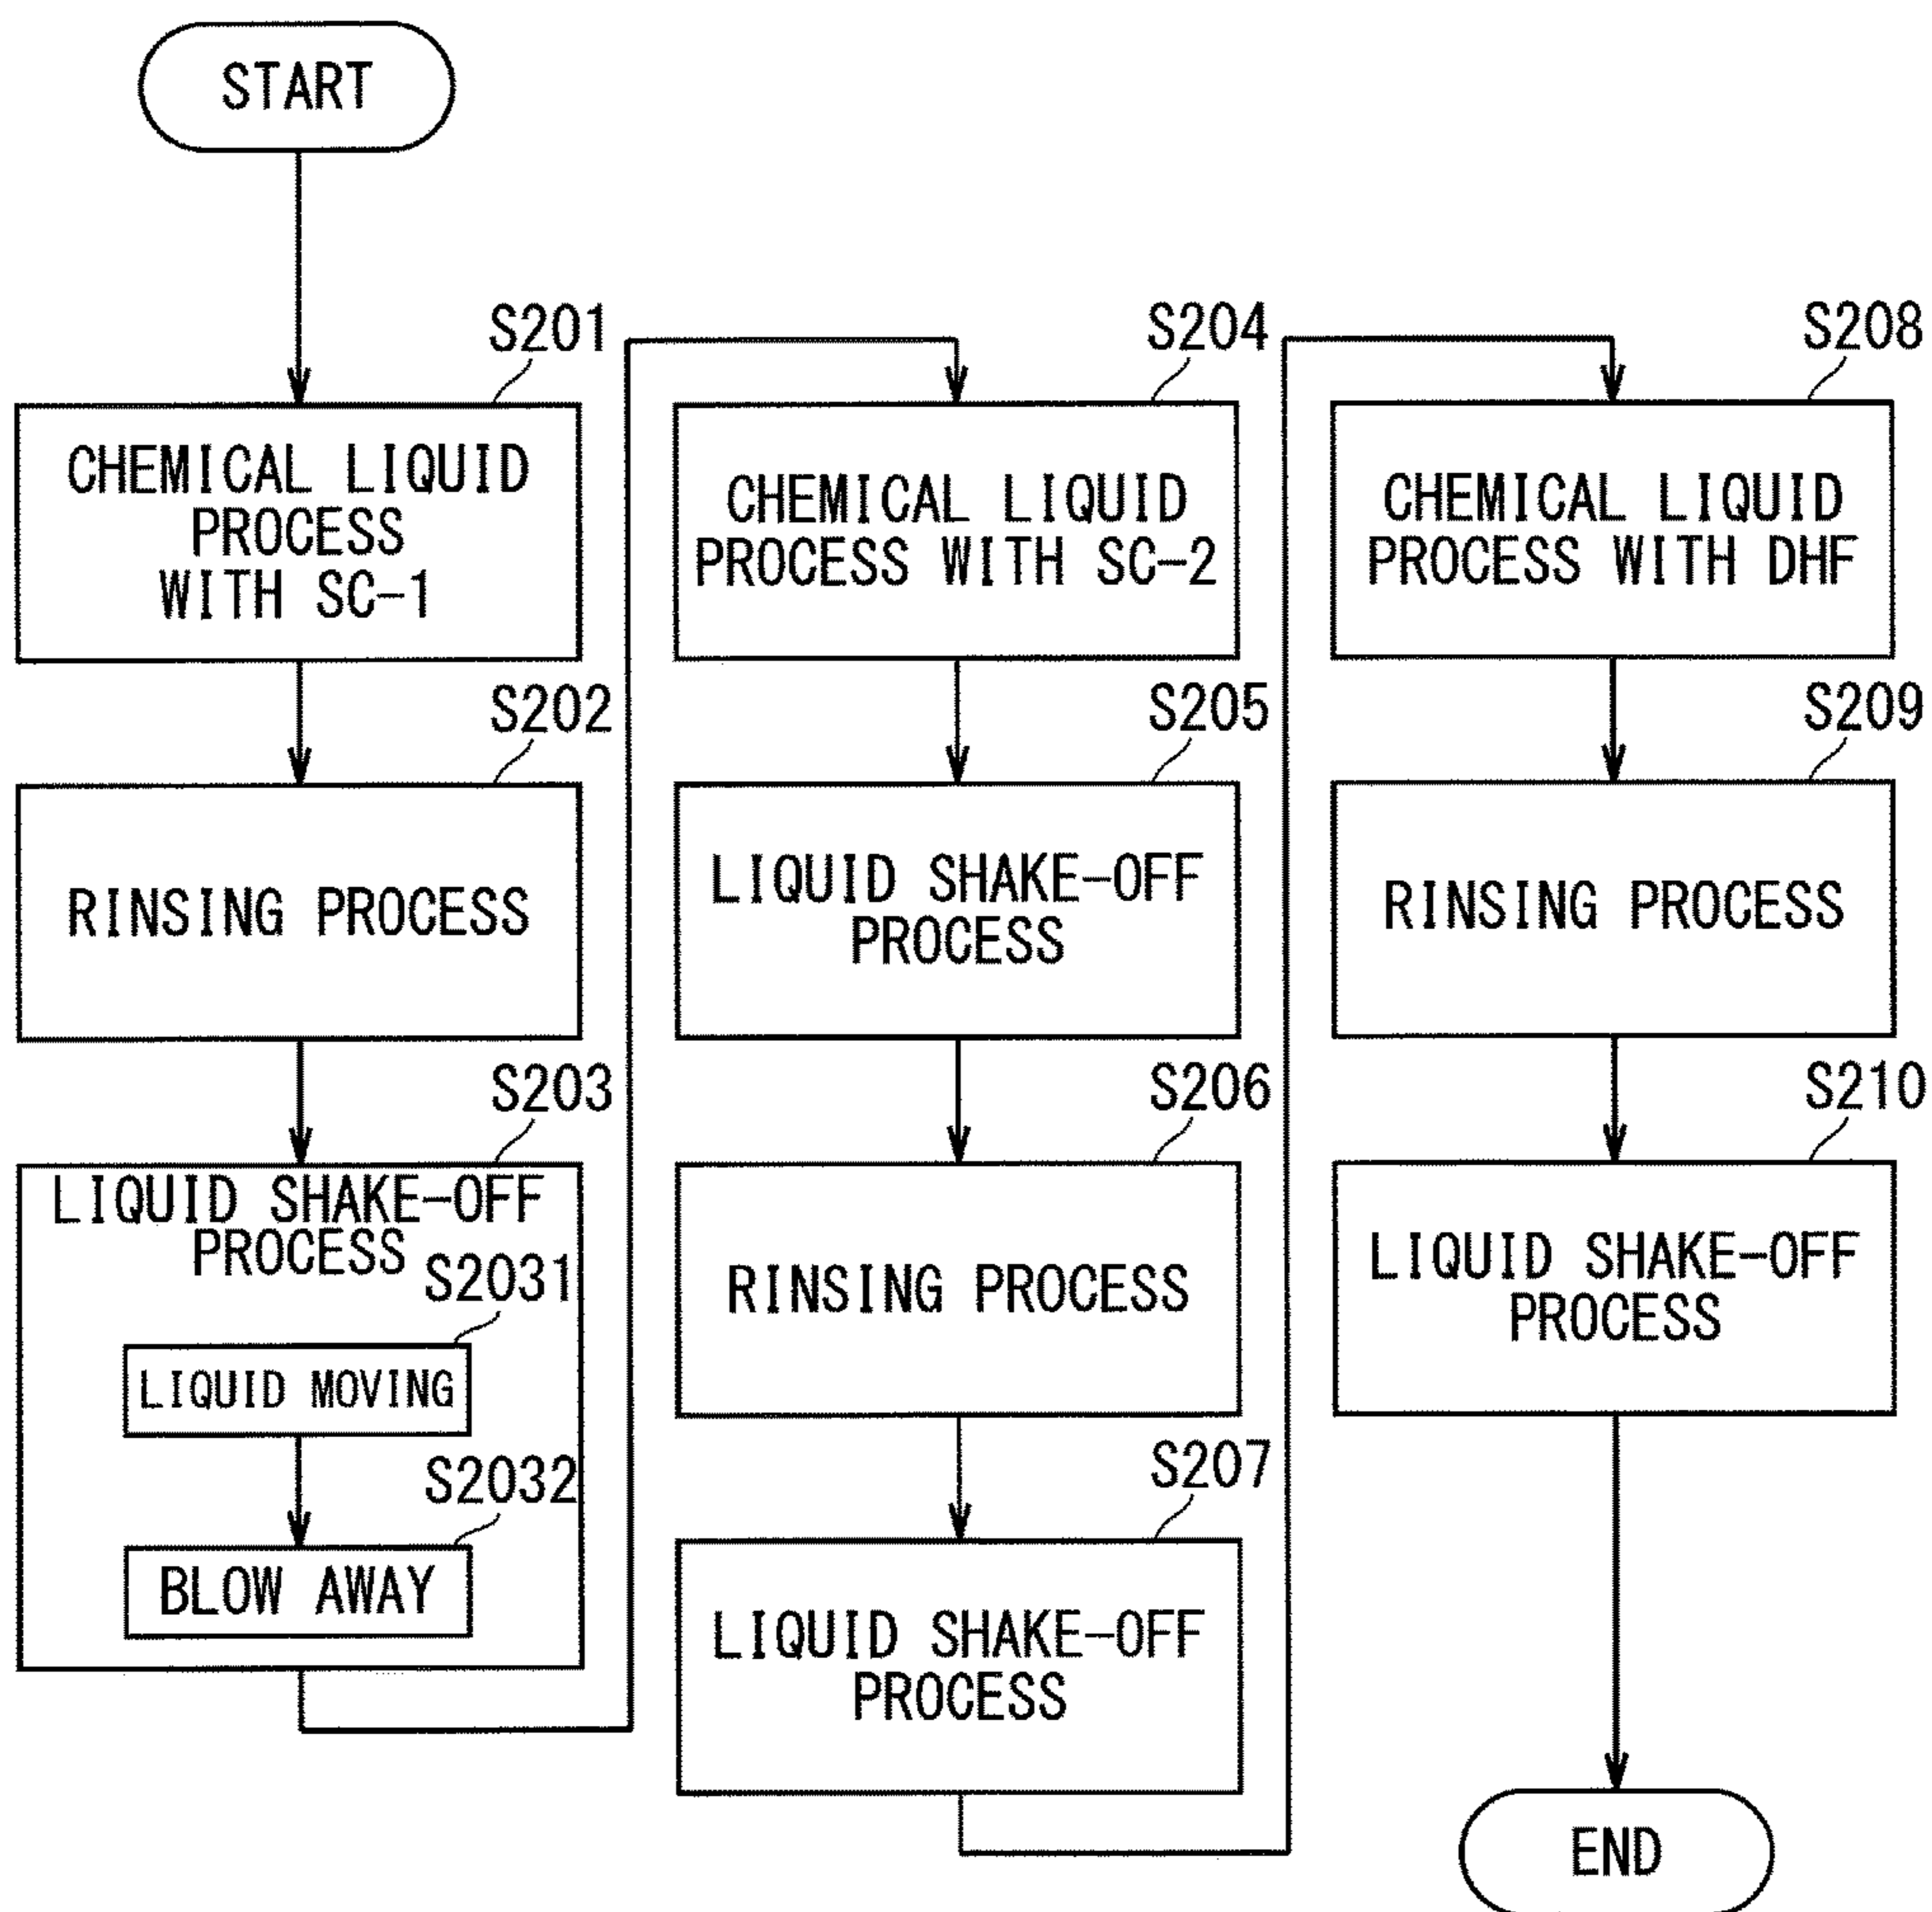 START
S201
CHEMICAL LIQUID
PROCESS
WITH SC-1
S202
RINSING PROCESS
S203
LIQUID SHAKE-OFF
PROCESS
S2031
LIQUID MOVING
S2032
BLOW AWAY
S204
CHEMICAL LIQUID
PROCESS WITH SC-2
S205
LIQUID SHAKE-OFF
PROCESS
S206
RINSING PROCESS
S207
LIQUID SHAKE-OFF
PROCESS
S208
CHEMICAL LIQUID
PROCESS WITH DHF
S209
RINSING PROCESS
S210
LIQUID SHAKE-OFF
PROCESS
END